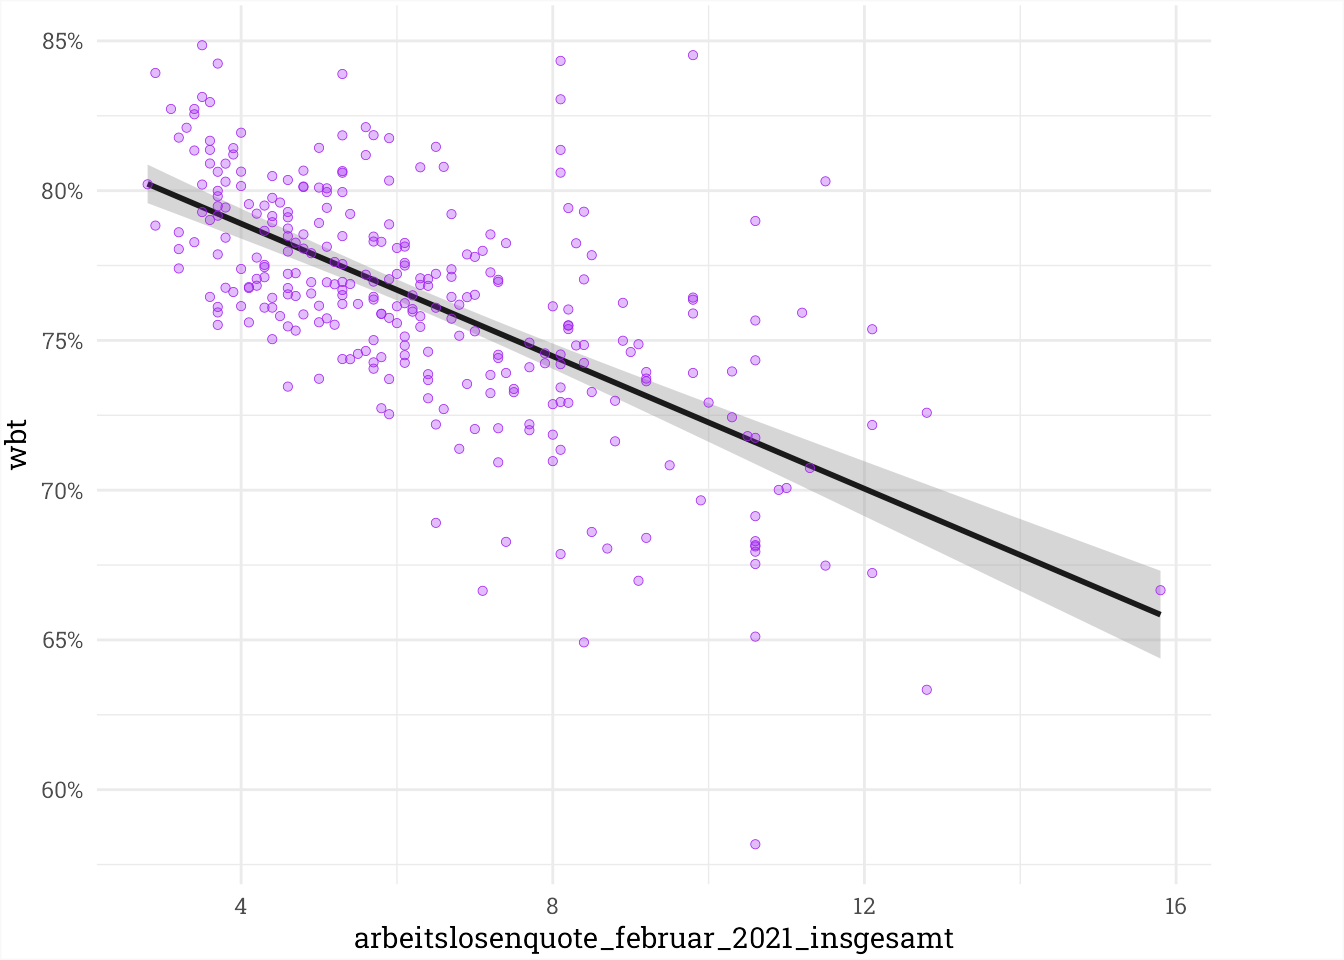 85%
80%
75%
70%
65%
60%
wbt
4 8 12 16
arbeitslosenquote_februar_2021_insgesamt